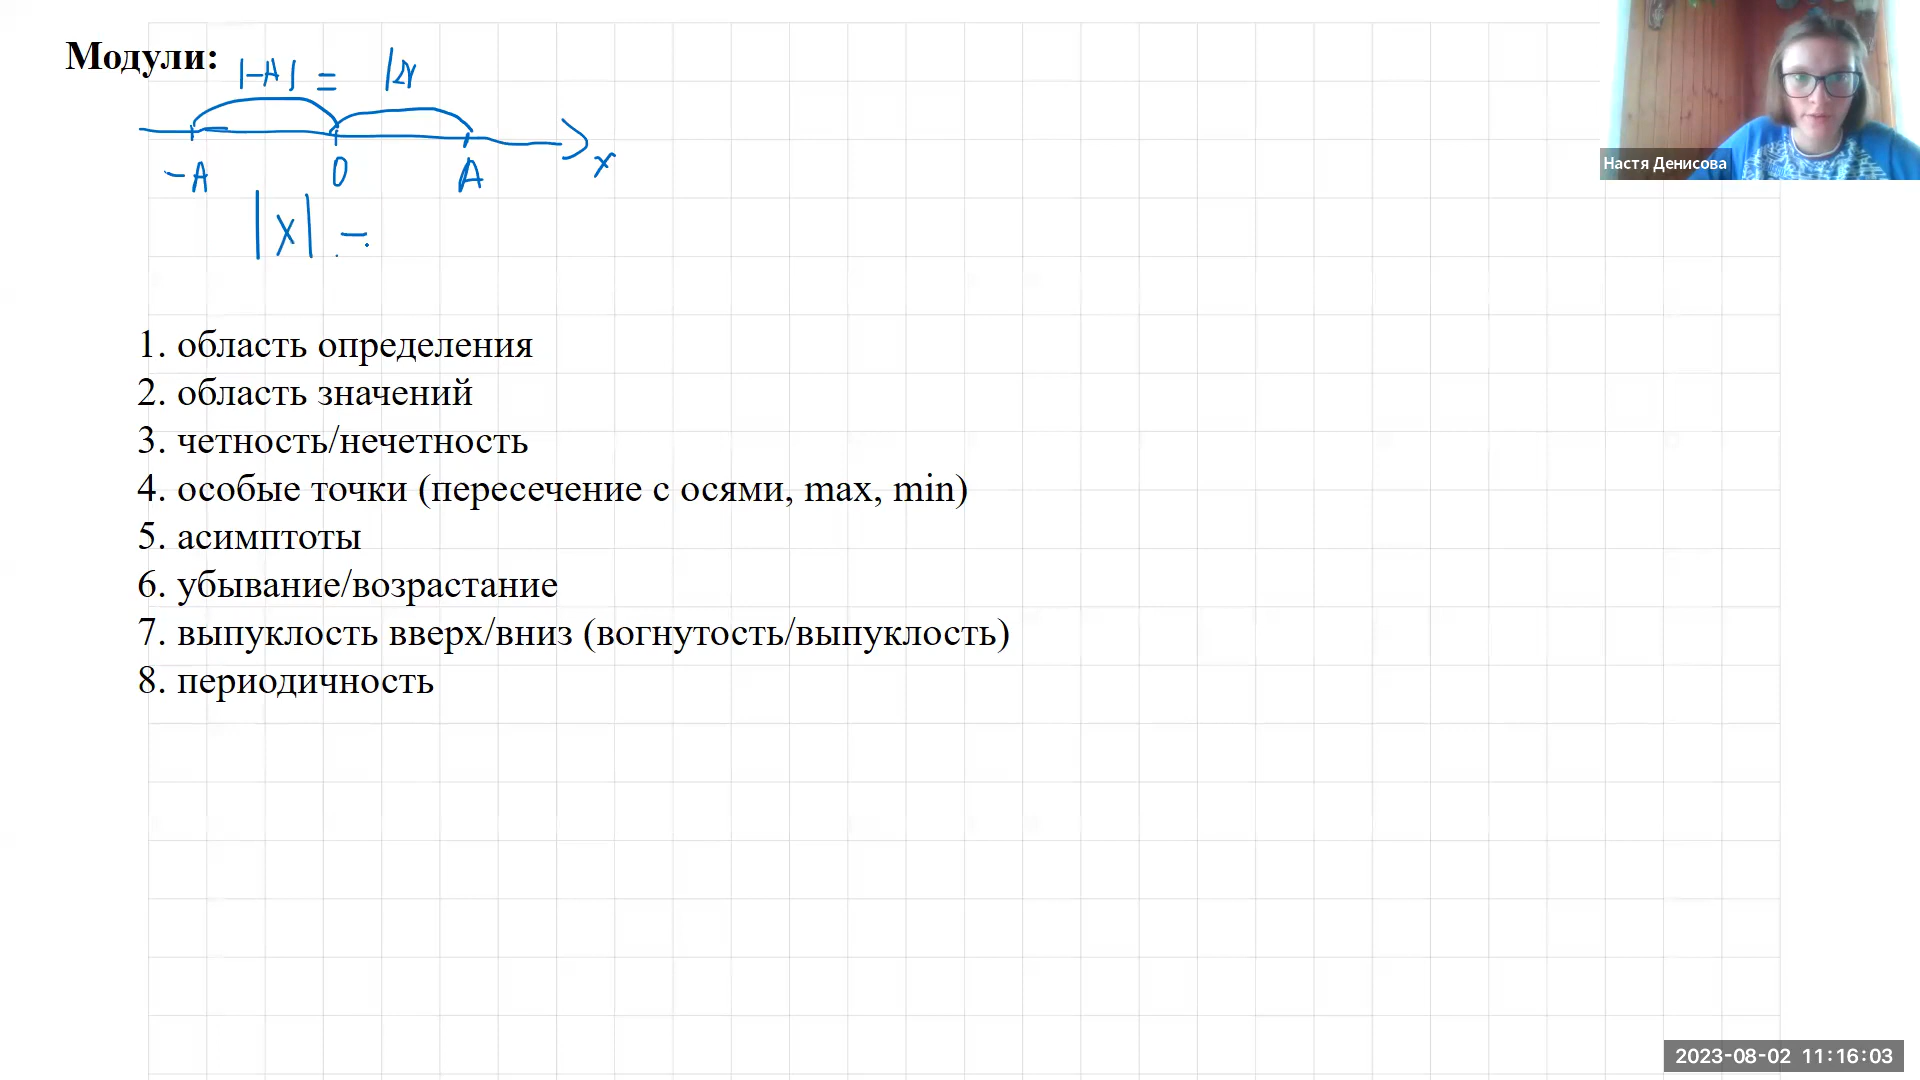 Модули:
|-A| =
-A 0 A x
|x| =
Настя Денисова
1. область определения
2. область значений
3. четность/нечетность
4. особые точки (пересечение с осями, max, min)
5. асимптоты
6. убывание/возрастание
7. выпуклость вверх/вниз (вогнутость/выпуклость)
8. периодичность
2023-08-02 11:16:03